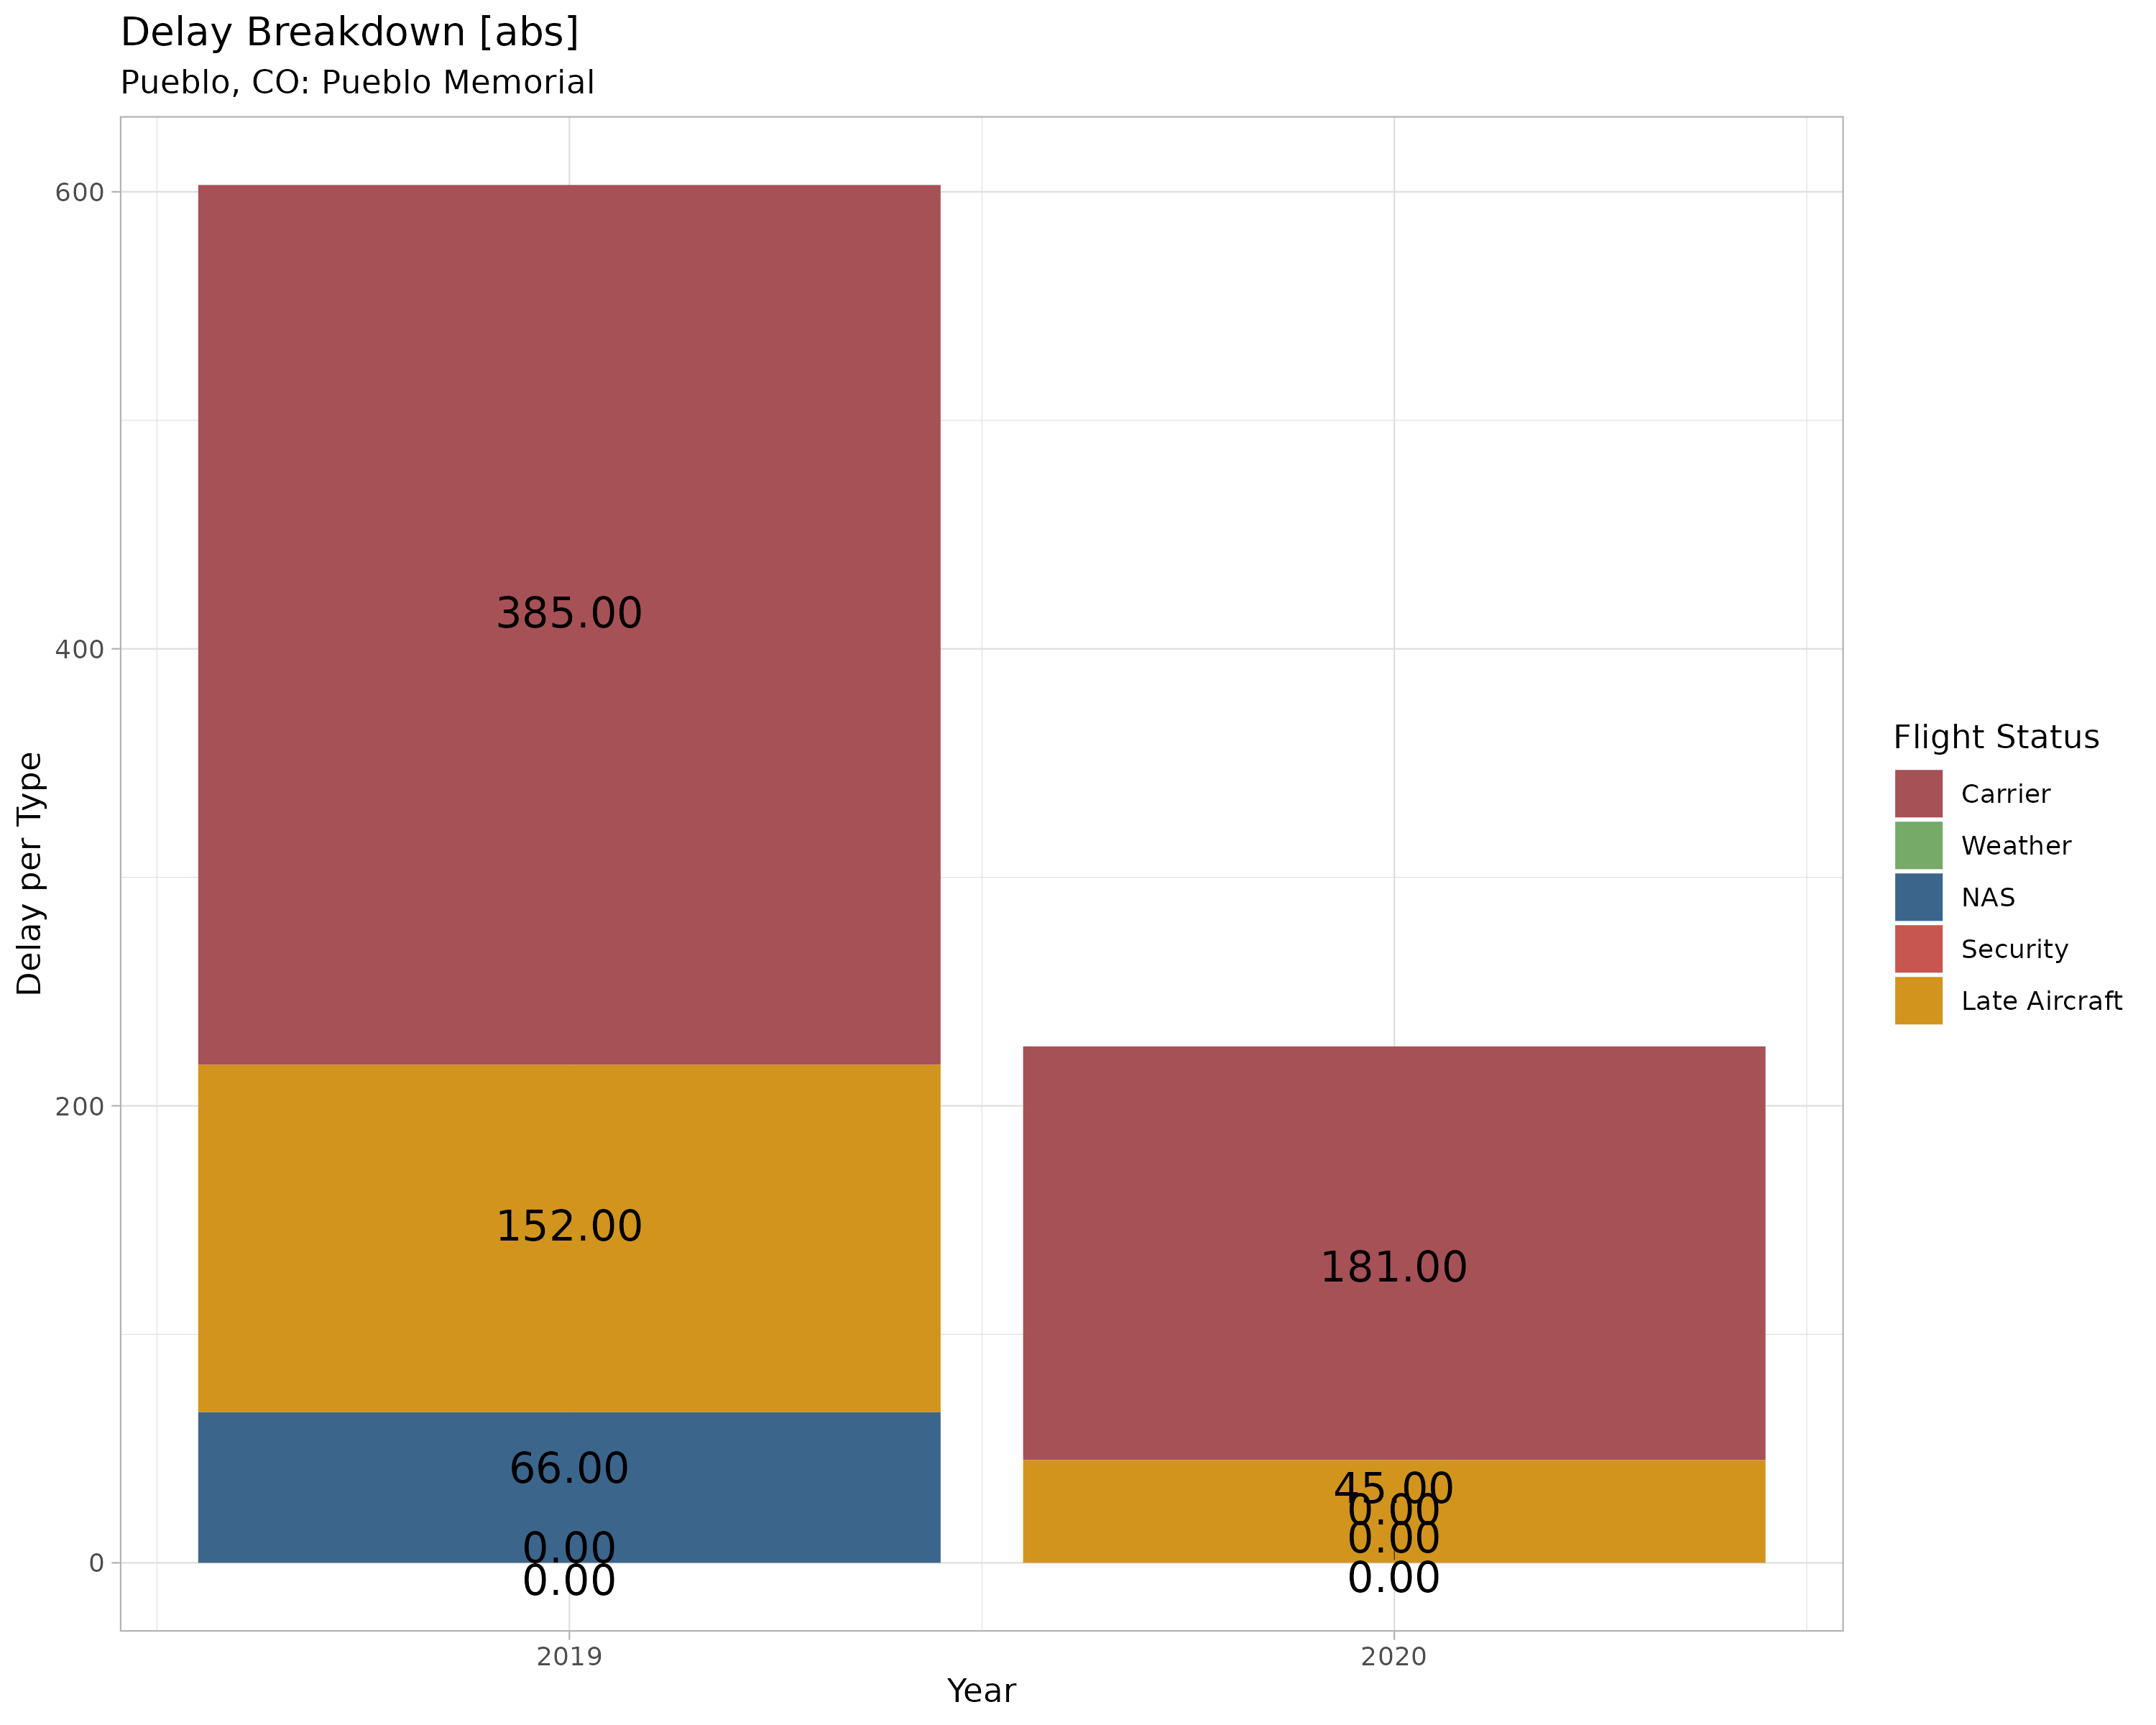 Delay Breakdown [abs]
Pueblo, CO: Pueblo Memorial
Delay per Type
600
400
200
0
385.00
152.00
66.00
0.00
0.00
181.00
45.00
0.00
0.00
0.00
2019
2020
Year
Flight Status
Carrier
Weather
NAS
Security
Late Aircraft